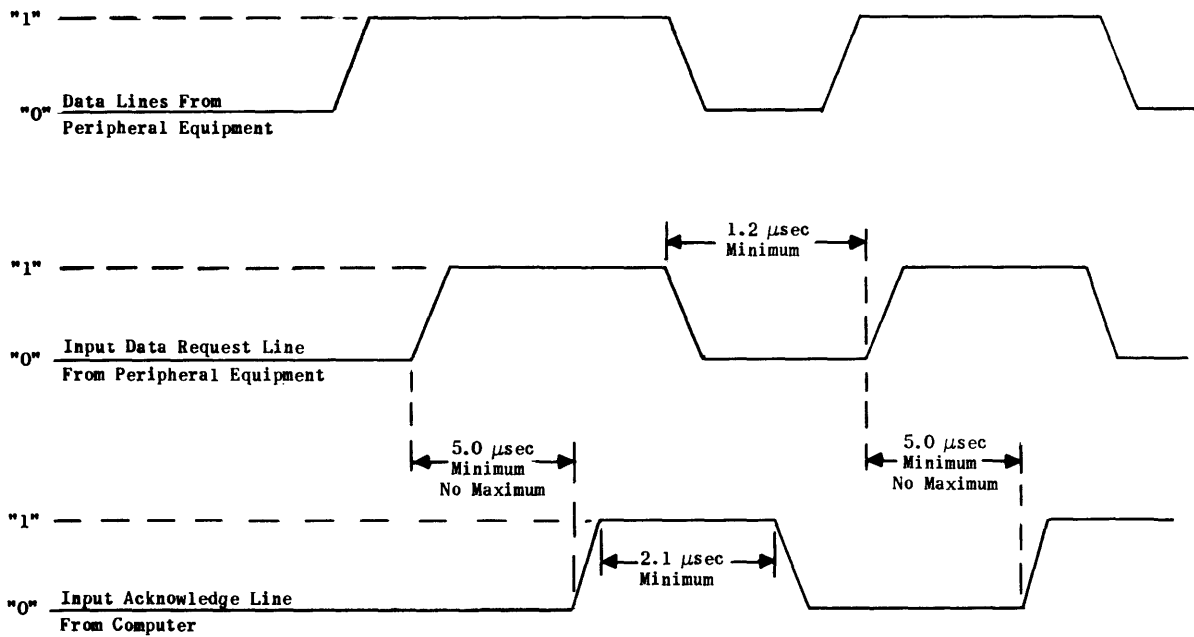 "1"
"0" Data Lines From
Peripheral Equipment
1.2 μsec
Minimum
"1"
"0" Input Data Request Line
From Peripheral Equipment
5.0 μsec
Minimum
No Maximum
5.0 μsec
Minimum
No Maximum
"1"
2.1 μsec
Minimum
"0" Input Acknowledge Line
From Computer